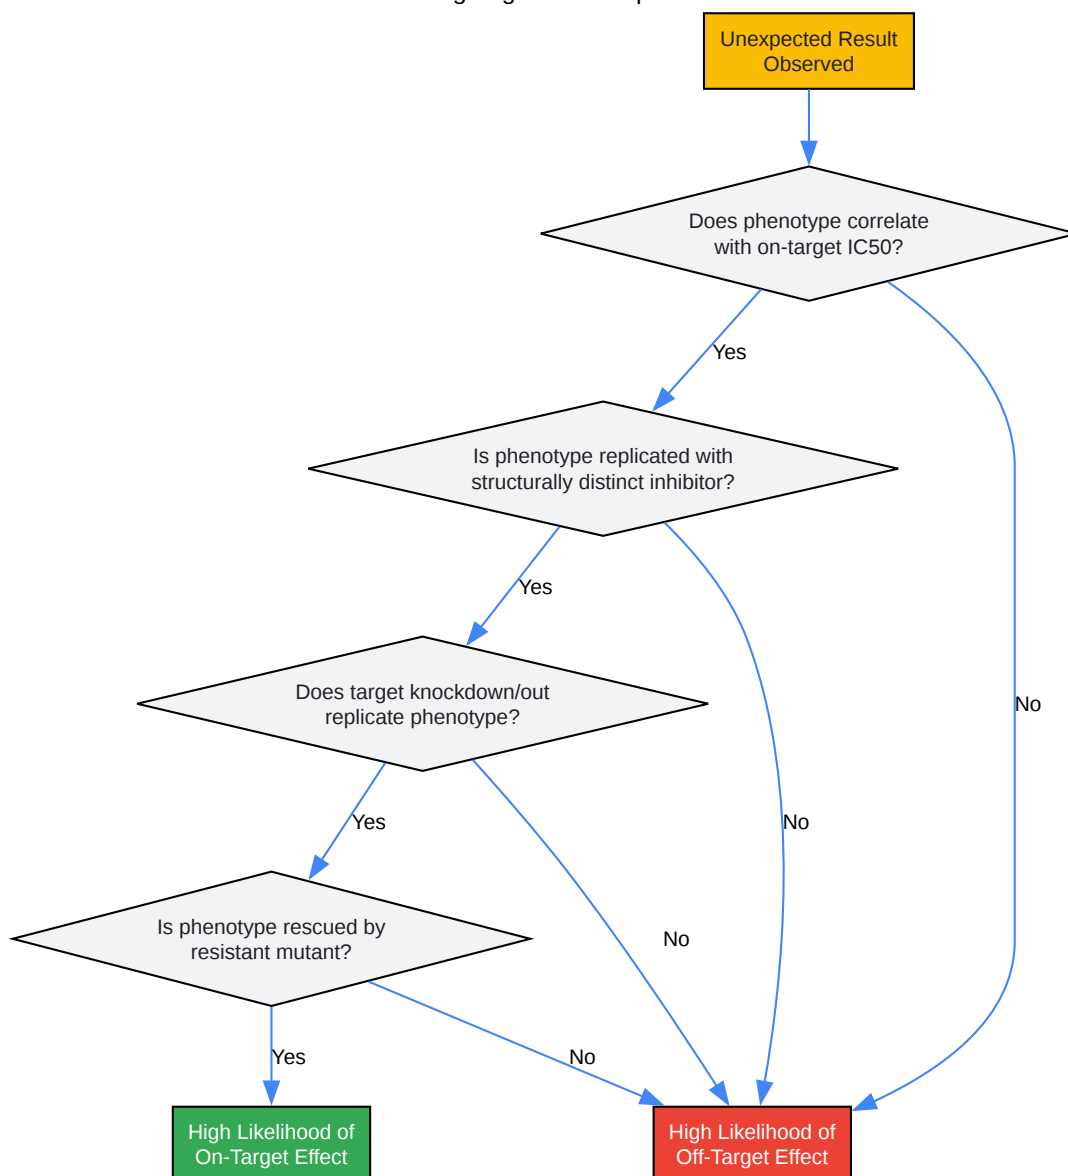 Unexpected Result
Observed
Does phenotype correlate
with on-target IC50?
Yes
Is phenotype replicated with
structurally distinct inhibitor?
Yes
Does target knockdown/out
replicate phenotype?
No
Yes
No
Is phenotype rescued by
resistant mutant?
No
Yes
No
High Likelihood of
On-Target Effect
High Likelihood of
Off-Target Effect